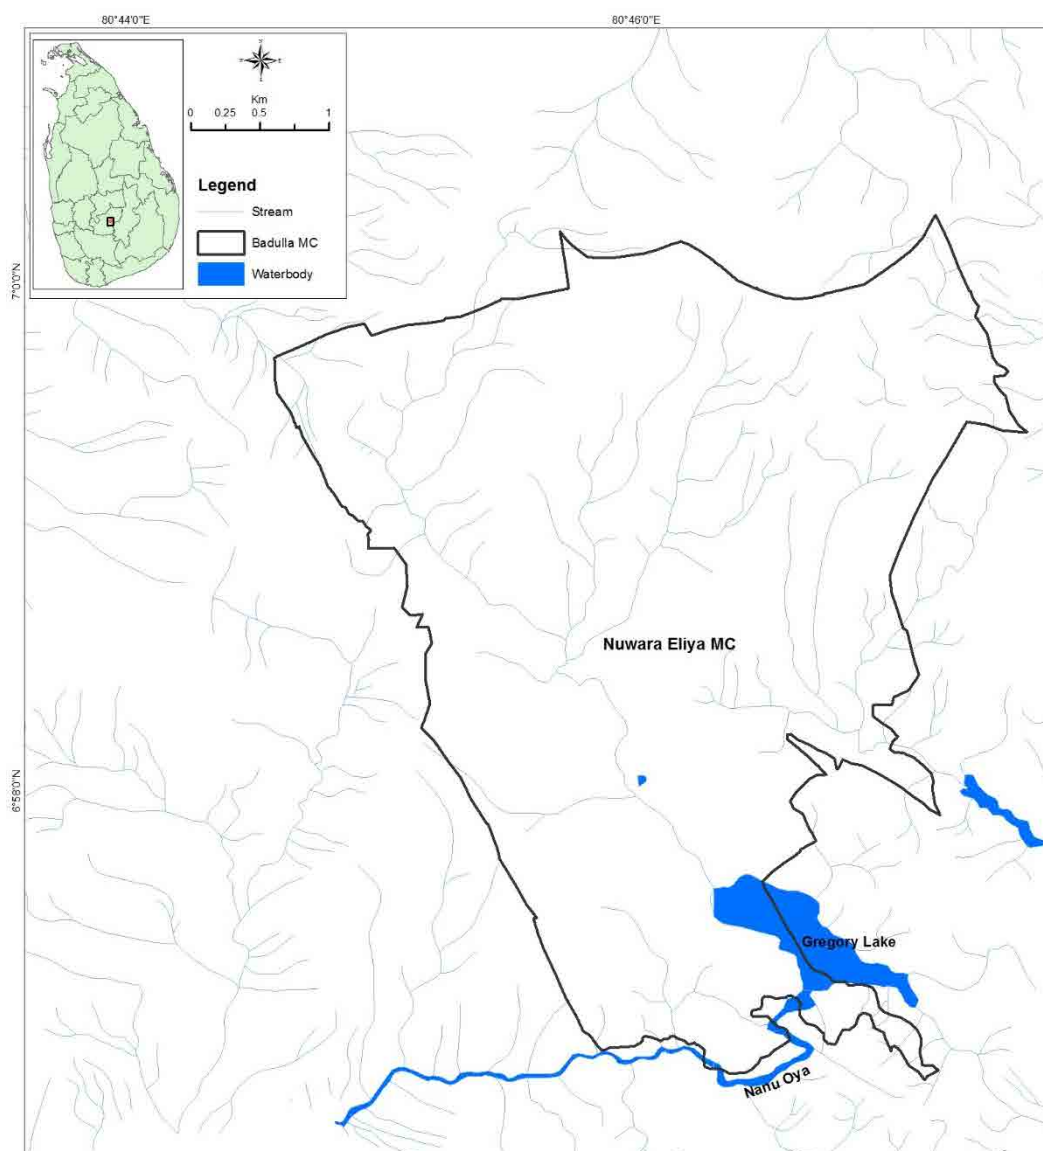 80°44'0"E
80°46'0"E
Km
0 0.25 0.5 1
Legend
Stream
Badulla MC
Waterbody
7°0'0"N
Nuwara Eliya MC
6°58'0"N
Gregory Lake
Nanu Oya